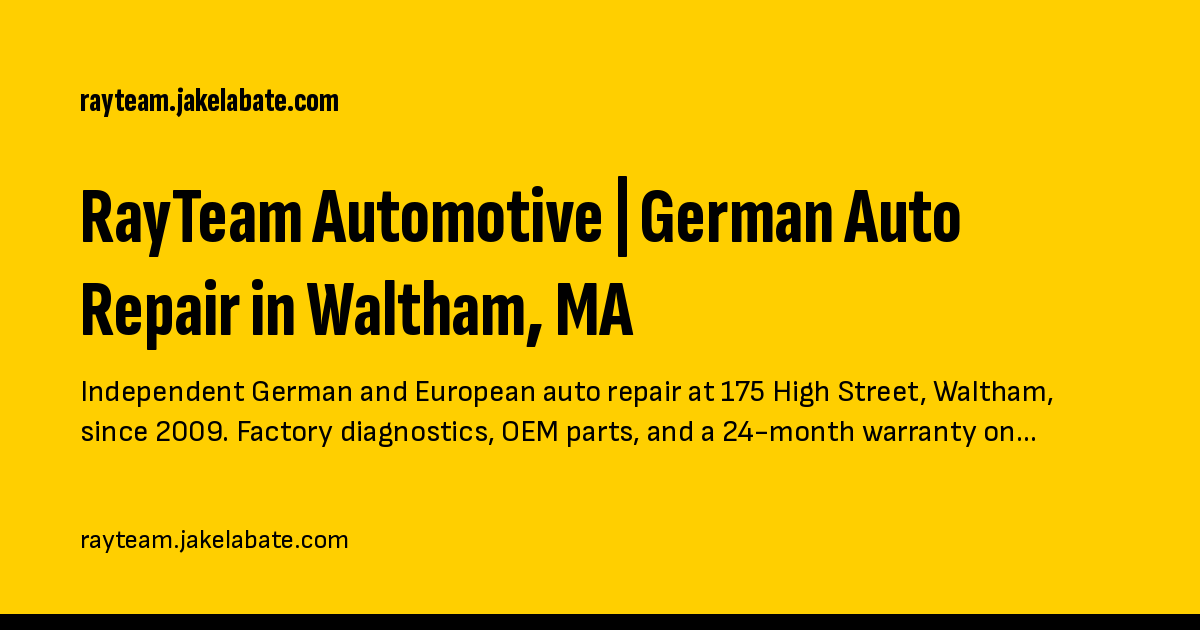 rayteam.jakelabate.com
RayTeam Automotive | German Auto
Repair in Waltham, MA
Independent German and European auto repair at 175 High Street, Waltham,
since 2009. Factory diagnostics, OEM parts, and a 24-month warranty on...
rayteam.jakelabate.com